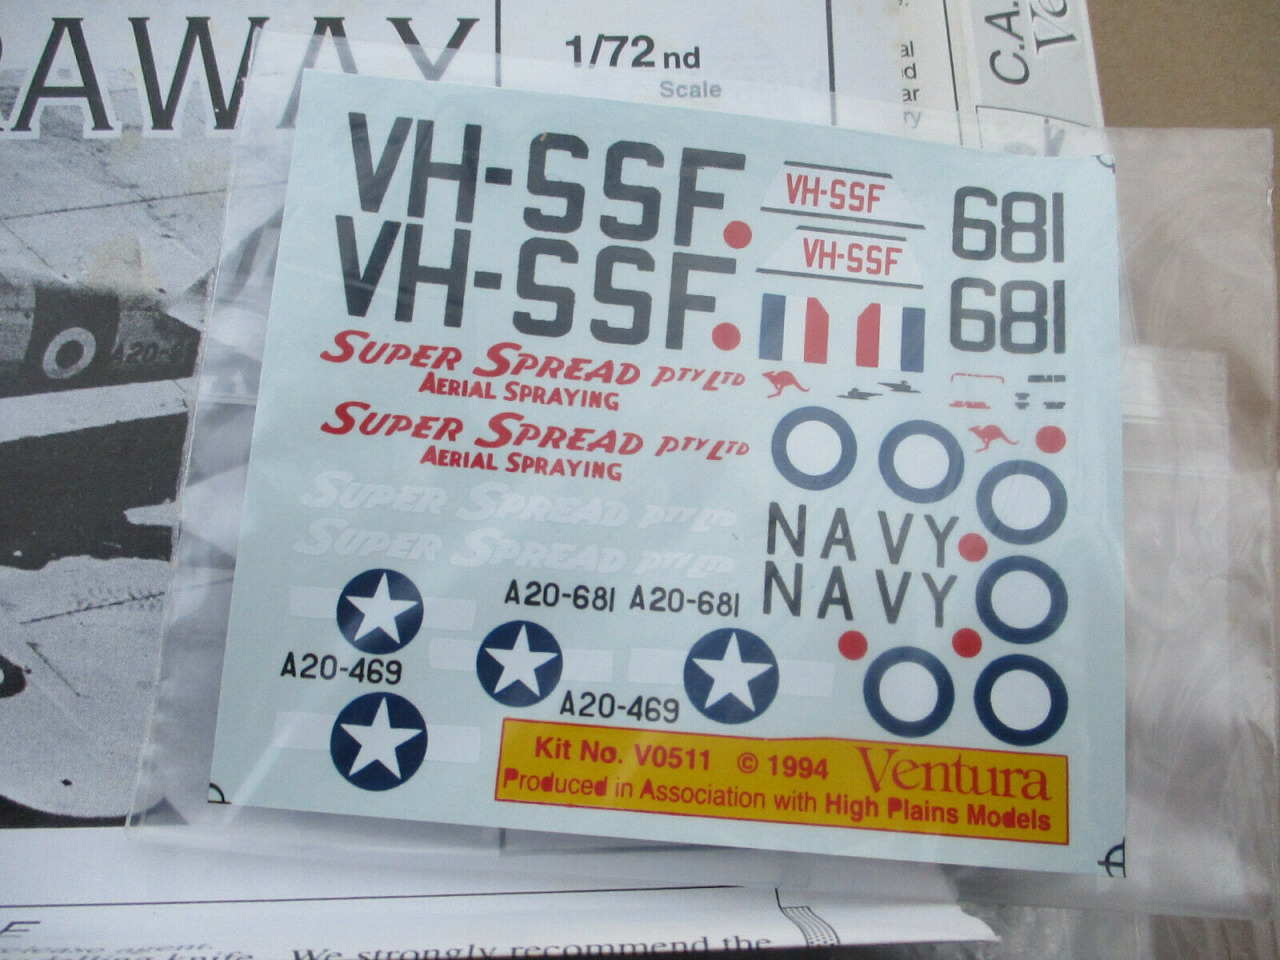 AWAY
1/72nd
Scale
C.A.
VH-SSF
VH-SSF
VH-SSF
VH-SSF
681
681
SUPER SPREAD PTY LTD
AERIAL SPRAYING
SUPER SPREAD PTY LTD
AERIAL SPRAYING
SUPER SPREAD PTY LTD
SUPER SPREAD PTY LTD
NAVY
NAVY
A20-681 A20-681
A20-469
A20-469
Kit No. V0511 © 1994 Ventura
Produced in Association with High Plains Models
We strongly recommend the